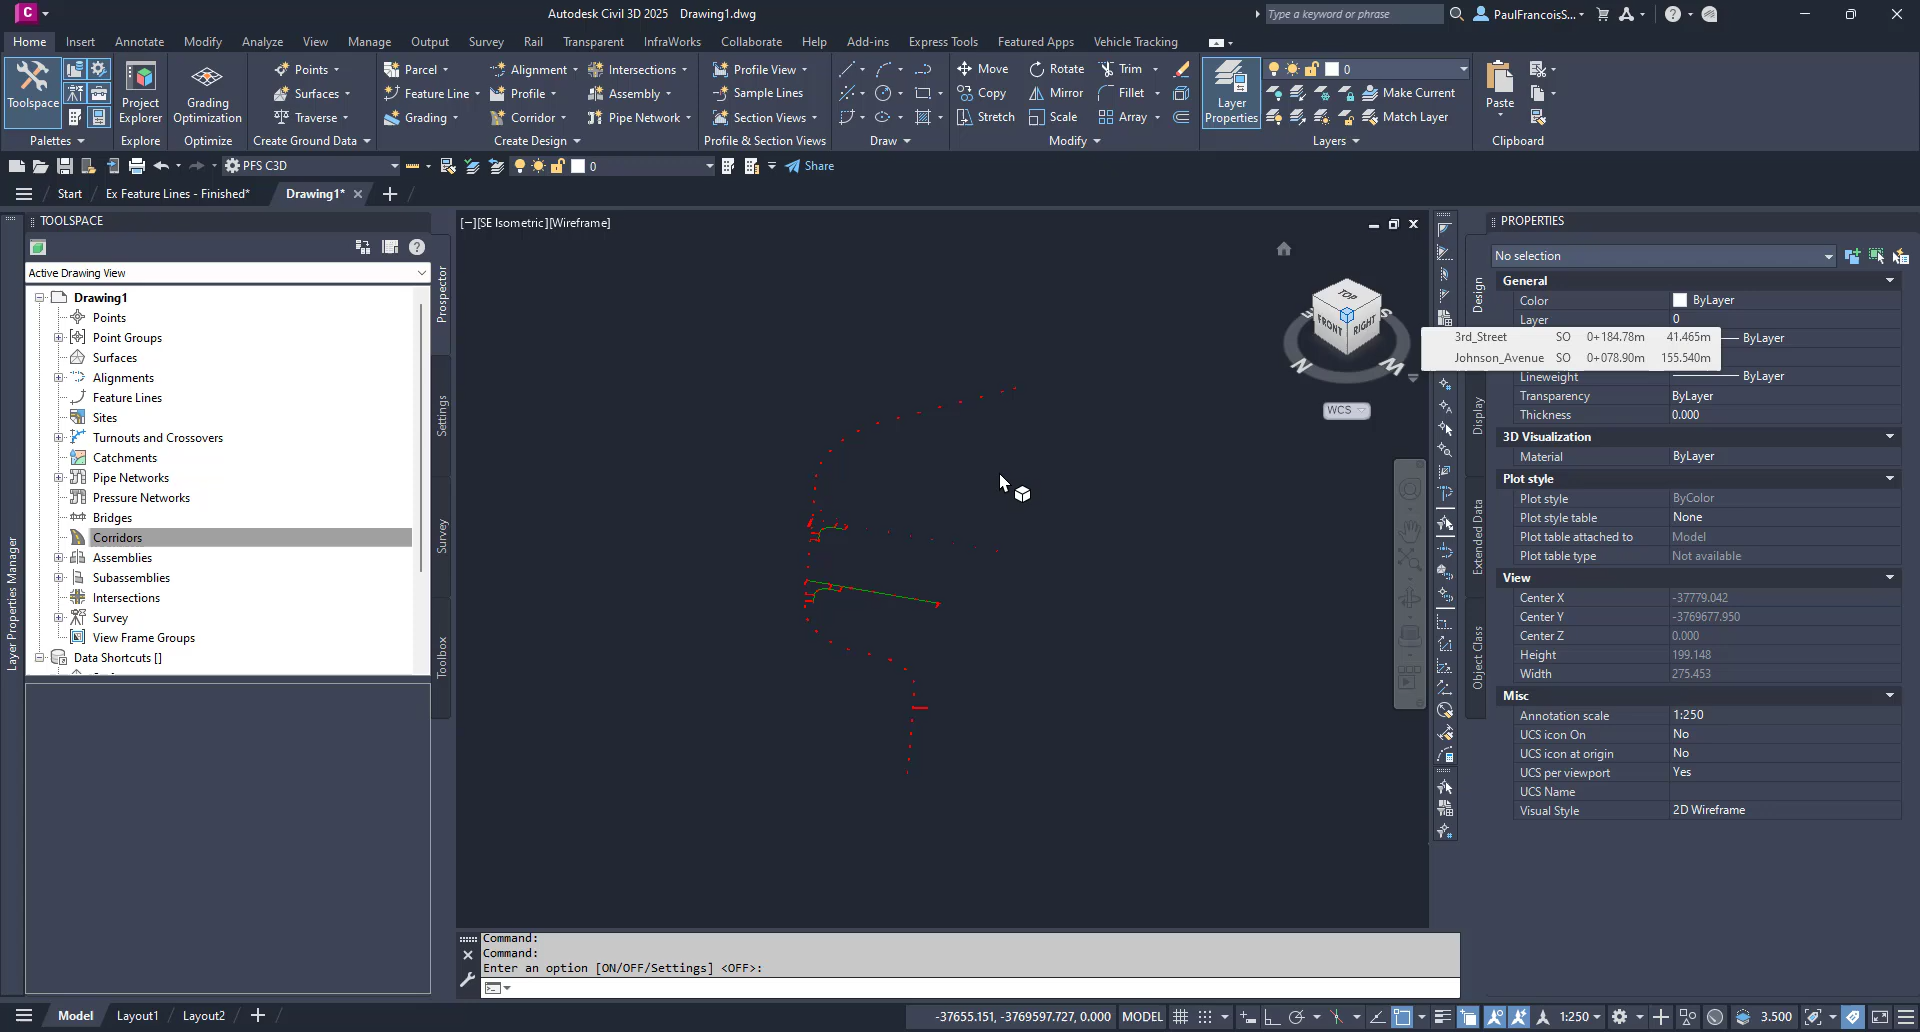 C
Autodesk Civil 3D 2025 Drawing1.dwg
Type a keyword or phrase
PaulFrancoisS...
Home Insert Annotate Modify Analyze View Manage Output Survey Rail Transparent InfraWorks Collaborate Help Add-ins Express Tools Featured Apps Vehicle Tracking
Toolspace
Palettes
Project Explorer
Explore
Grading Optimization
Optimize
Points
Surfaces
Traverse
Create Ground Data
Parcel
Feature Line
Grading
Alignment
Profile
Corridor
Intersections
Assembly
Pipe Network
Create Design
Profile View
Sample Lines
Section Views
Profile & Section Views
Draw
Move
Copy
Stretch
Rotate
Mirror
Scale
Trim
Fillet
Array
Modify
Layer Properties
0
Make Current
Match Layer
Layers
Paste
Clipboard
PFS C3D
0
Share
Start
Ex Feature Lines - Finished*
Drawing1*
TOOLSPACE
Active Drawing View
Drawing1
Points
Point Groups
Surfaces
Alignments
Feature Lines
Sites
Turnouts and Crossovers
Catchments
Pipe Networks
Pressure Networks
Bridges
Corridors
Assemblies
Subassemblies
Intersections
Survey
View Frame Groups
Data Shortcuts []
Prospector
Settings
Survey
Toolbox
Layer Properties Manager
[−][SE Isometric][Wireframe]
TOP
FRONT
RIGHT
S
N
WCS
Command:
Command:
Enter an option [ON/OFF/Settings] <OFF>:
PROPERTIES
No selection
Design
Display
Extended Data
Object Class
General
Color ByLayer
Layer 0
3rd_Street SO 0+184.78m 41.465m
Johnson_Avenue SO 0+078.90m 155.540m
ByLayer
Lineweight ByLayer
Transparency ByLayer
Thickness 0.000
3D Visualization
Material ByLayer
Plot style
Plot style ByColor
Plot style table None
Plot table attached to Model
Plot table type Not available
View
Center X -37779.042
Center Y -3769677.950
Center Z 0.000
Height 199.148
Width 275.453
Misc
Annotation scale 1:250
UCS icon On No
UCS icon at origin No
UCS per viewport Yes
UCS Name
Visual Style 2D Wireframe
Model Layout1 Layout2
-37655.151, -3769597.727, 0.000 MODEL
1:250
3.500